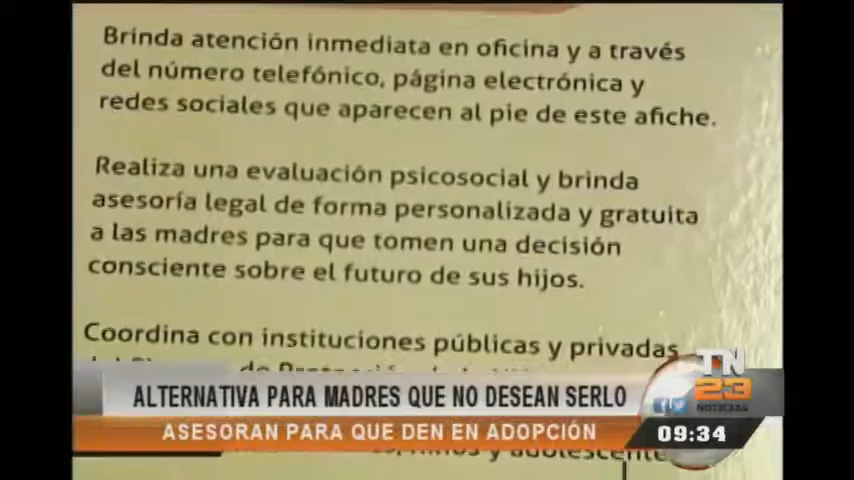 Brinda atención inmediata en oficina y a través
del número telefónico, página electrónica y
redes sociales que aparecen al pie de este afiche.
Realiza una evaluación psicosocial y brinda
asesoría legal de forma personalizada y gratuita
a las madres para que tomen una decisión
consciente sobre el futuro de sus hijos.
Coordina con instituciones públicas y privadas
ALTERNATIVA PARA MADRES QUE NO DESEAN SERLO
ASESORAN PARA QUE DEN EN ADOPCIÓN
TN
23
NOTICIAS
09:34
y adolescente